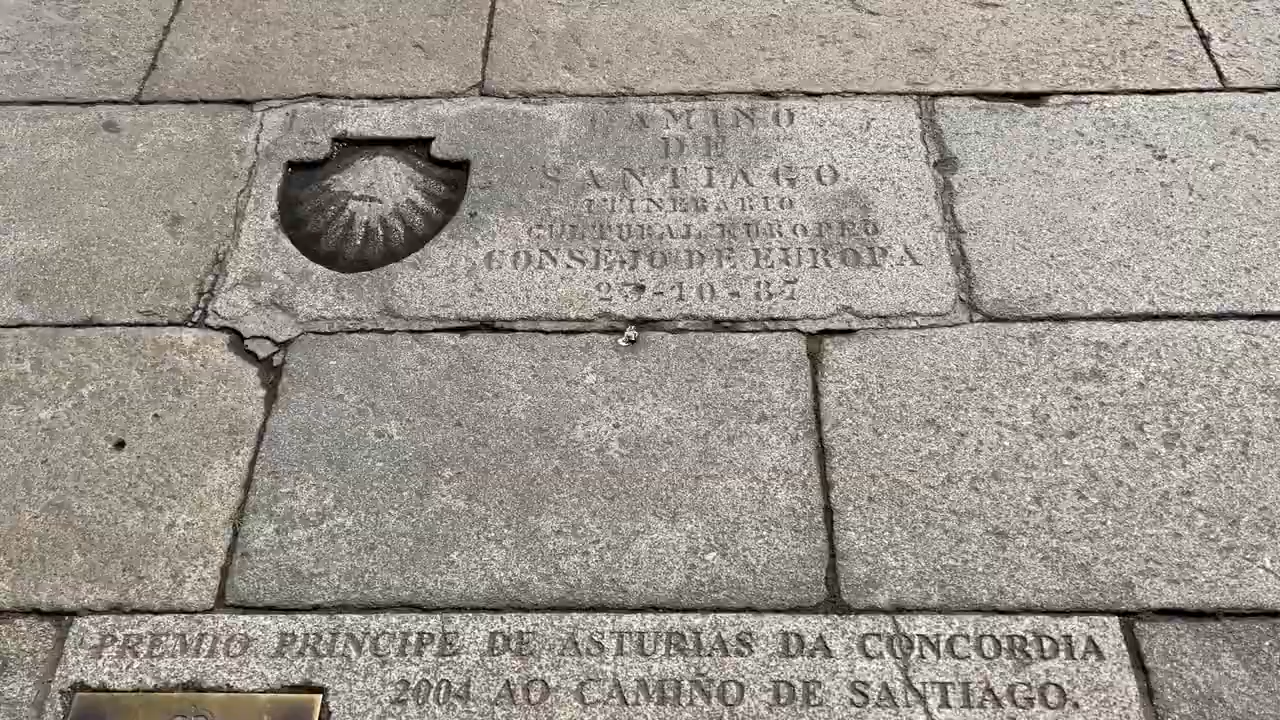 CAMINO
DE
SANTIAGO
ITINERARIO
CULTURAL EUROPEO
CONSEJO DE EUROPA
23-10-87
PREMIO PRÍNCIPE DE ASTURIAS DA CONCORDIA
2004 AO CAMIÑO DE SANTIAGO.